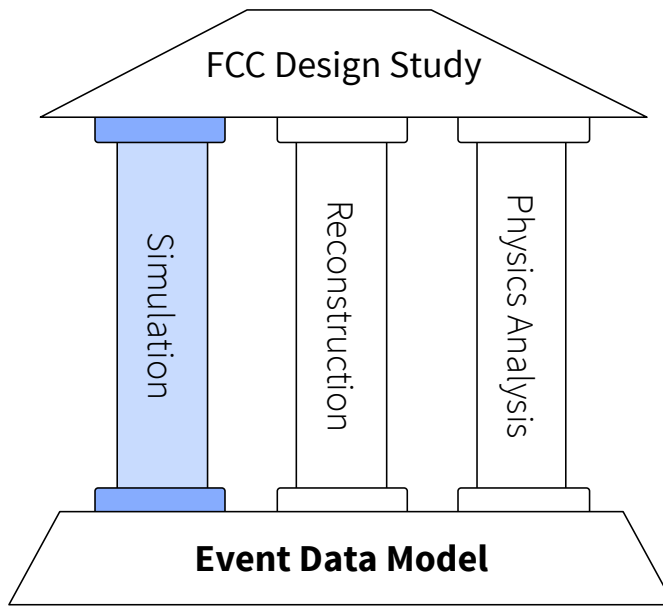 FCC Design Study
Simulation
Reconstruction
Physics Analysis
Event Data Model